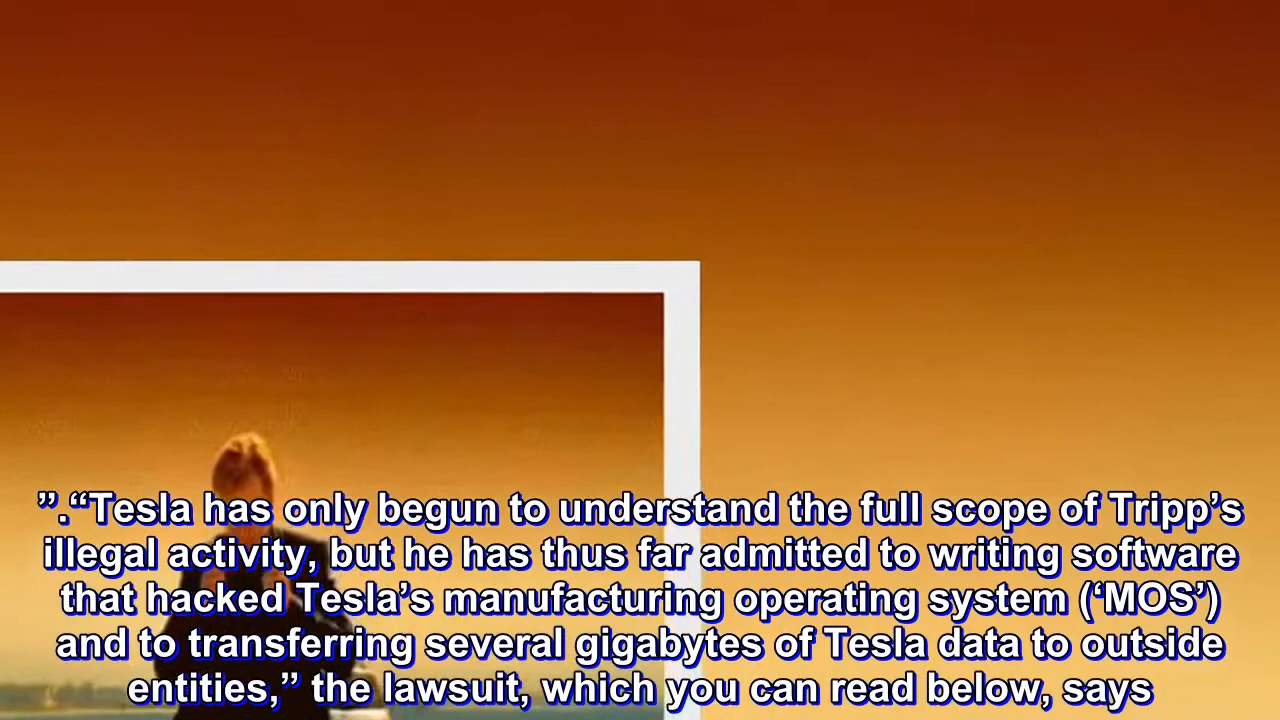 ”.“Tesla has only begun to understand the full scope of Tripp’s
illegal activity, but he has thus far admitted to writing software
that hacked Tesla’s manufacturing operating system (‘MOS’)
and to transferring several gigabytes of Tesla data to outside
entities,” the lawsuit, which you can read below, says